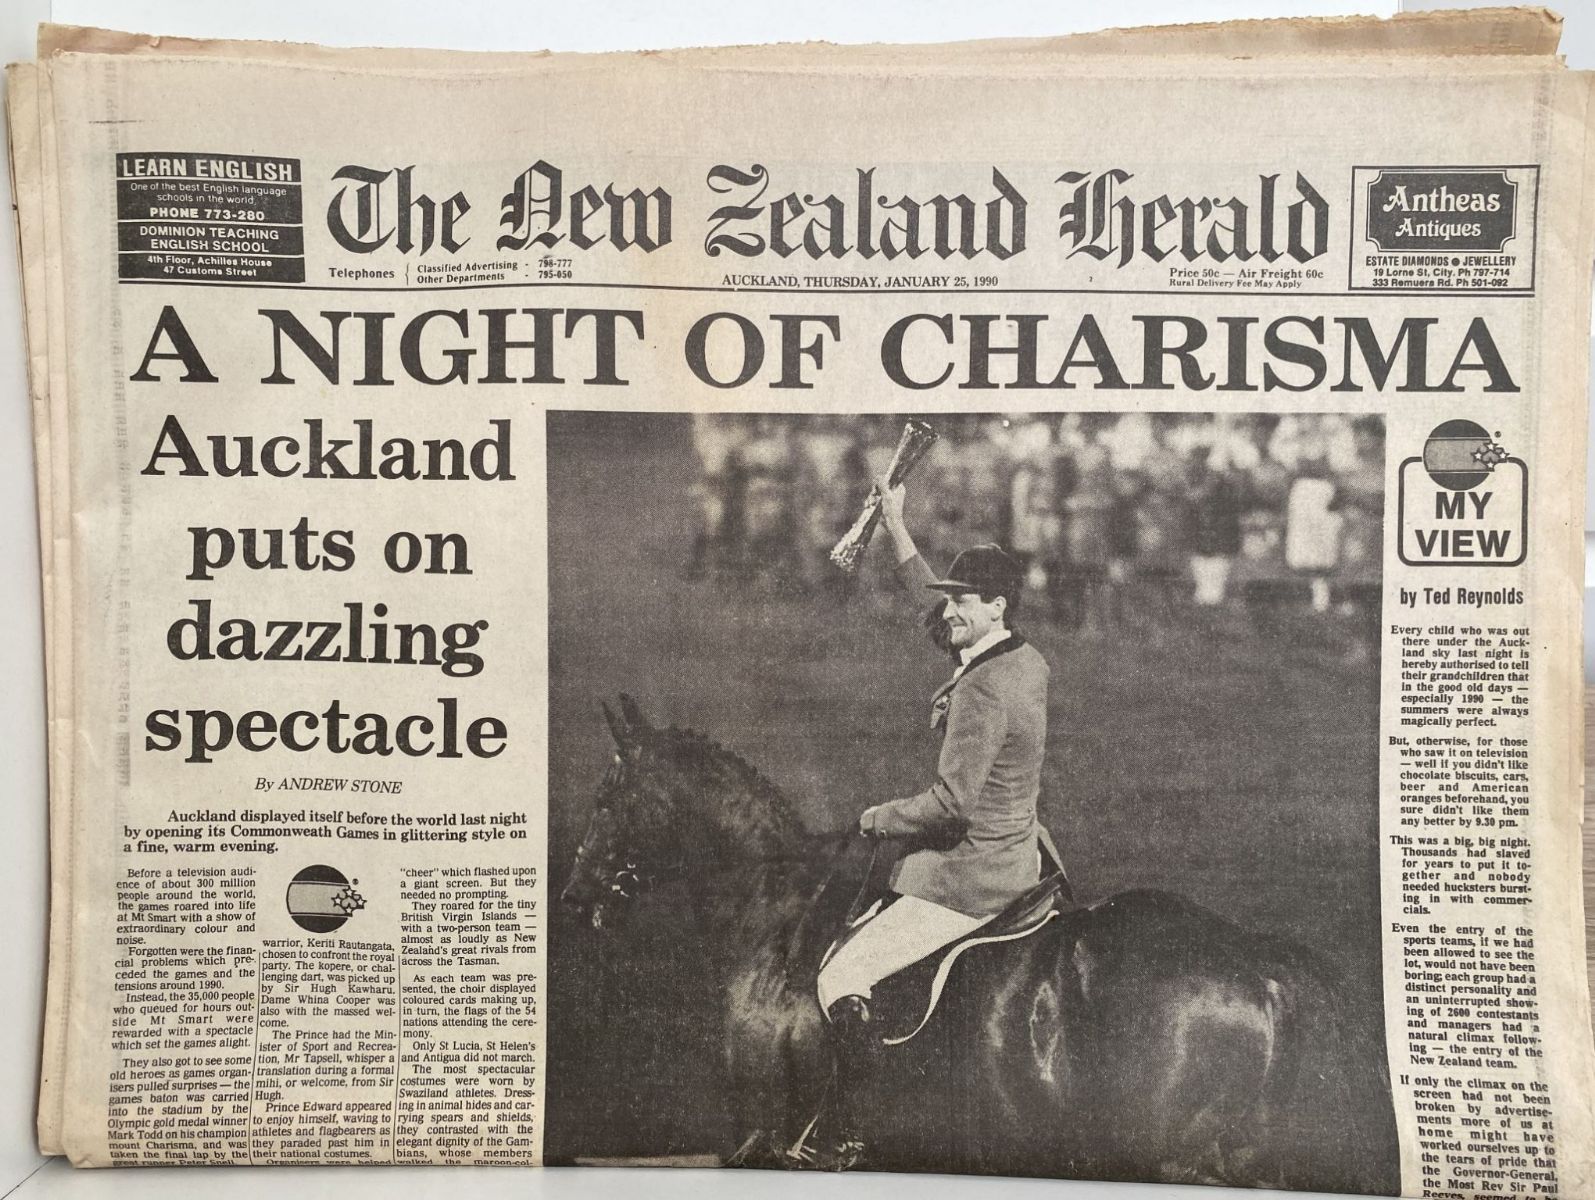 LEARN ENGLISH
One of the best English language
schools in the world.
PHONE 773-280
DOMINION TEACHING
ENGLISH SCHOOL
4th Floor, Achilles House
47 Customs Street
The New Zealand Herald
Telephones
Classified Advertising - 798-777
Other Departments - 795-050
AUCKLAND, THURSDAY, JANUARY 25, 1990
2
Price 50c — Air Freight 60c
Rural Delivery Fee May Apply
Antheas
Antiques
ESTATE DIAMONDS ● JEWELLERY
19 Lorne St, City. Ph 797-714
333 Remuera Rd. Ph 501-092
A NIGHT OF CHARISMA
Auckland
puts on
dazzling
spectacle
By ANDREW STONE
Auckland displayed itself before the world last night
by opening its Commonweath Games in glittering style on
a fine, warm evening.
Before a television audi-
ence of about 300 million
people around the world,
the games roared into life
at Mt Smart with a show of
extraordinary colour and
noise.
Forgotten were the finan-
cial problems which pre-
ceded the games and the
tensions around 1990.
Instead, the 35,000 people
who queued for hours out-
side Mt Smart were
rewarded with a spectacle
which set the games alight.
They also got to see some
old heroes as games organ-
isers pulled surprises — the
games baton was carried
into the stadium by the
Olympic gold medal winner
Mark Todd on his champion
mount Charisma, and was
taken the final lap by the
great runner Peter Snell.
warrior, Keriti Rautangata,
chosen to confront the royal
party. The kopere, or chal-
lenging dart, was picked up
by Sir Hugh Kawharu.
Dame Whina Cooper was
also with the massed wel-
come.
The Prince had the Min-
ister of Sport and Recrea-
tion, Mr Tapsell, whisper a
translation during a formal
mihi, or welcome, from Sir
Hugh.
Prince Edward appeared
to enjoy himself, waving to
athletes and flagbearers as
they paraded past him in
their national costumes.
Organisers were helped
"cheer" which flashed upon
a giant screen. But they
needed no prompting.
They roared for the tiny
British Virgin Islands —
with a two-person team —
almost as loudly as New
Zealand's great rivals from
across the Tasman.
As each team was pre-
sented, the choir displayed
coloured cards making up,
in turn, the flags of the 54
nations attending the cere-
mony.
Only St Lucia, St Helen's
and Antigua did not march.
The most spectacular
costumes were worn by
Swaziland athletes. Dress-
ing in animal hides and car-
rying spears and shields,
they contrasted with the
elegant dignity of the Gam-
bians, whose members
walked the maroon-col-
MY
VIEW
by Ted Reynolds
Every child who was out
there under the Auck-
land sky last night is
hereby authorised to tell
their grandchildren that
in the good old days —
especially 1990 — the
summers were always
magically perfect.
But, otherwise, for those
who saw it on television
— well if you didn't like
chocolate biscuits, cars,
beer and American
oranges beforehand, you
sure didn't like them
any better by 9.30 pm.
This was a big, big night.
Thousands had slaved
for years to put it to-
gether and nobody
needed hucksters burst-
ing in with commer-
cials.
Even the entry of the
sports teams, if we had
been allowed to see the
lot, would not have been
boring; each group had a
distinct personality and
an uninterrupted show-
ing of 2600 contestants
and managers had a
natural climax follow-
ing — the entry of the
New Zealand team.
If only the climax on the
screen had not been
broken by advertise-
ments more of us at
home might have
worked ourselves up to
the tears of pride that
the Governor-General,
the Most Rev Sir Paul
Reeves, seemed to be